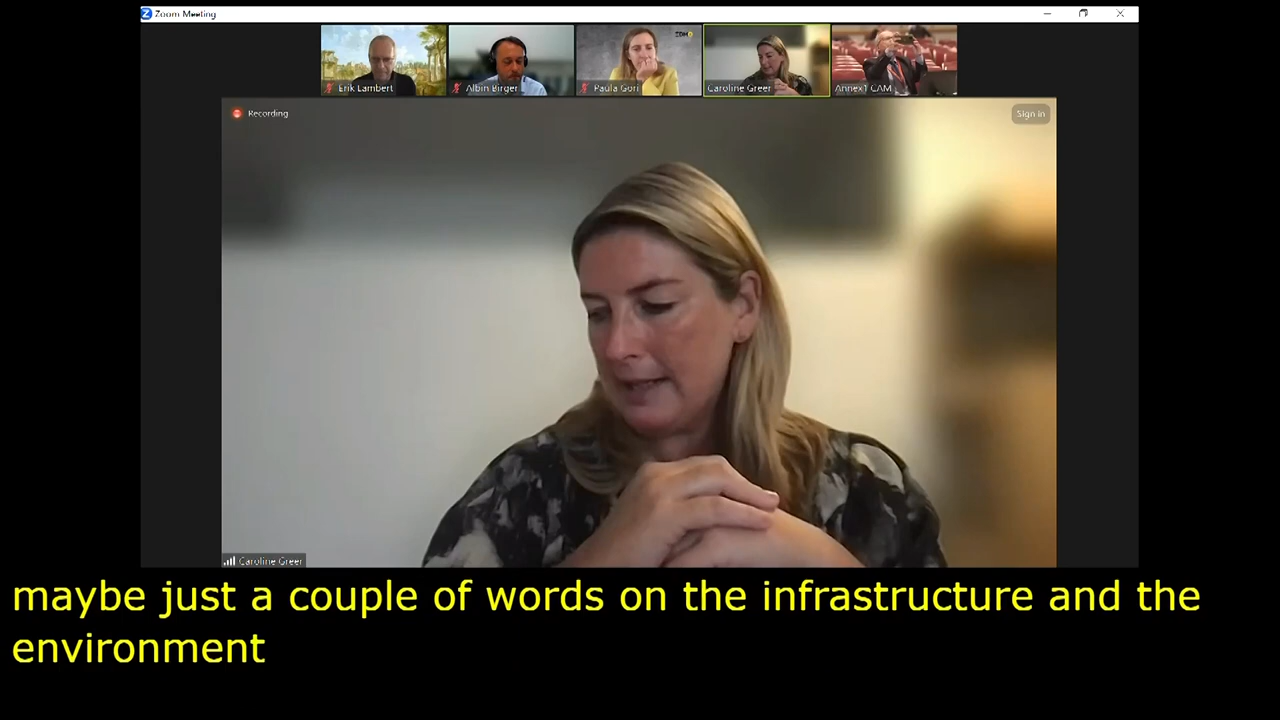 Zoom Meeting
Erik Lambert
Albin Birger
Paula Gori
Caroline Greer
Annex1 CAM
Recording
Sign in
Caroline Greer
maybe just a couple of words on the infrastructure and the
environment